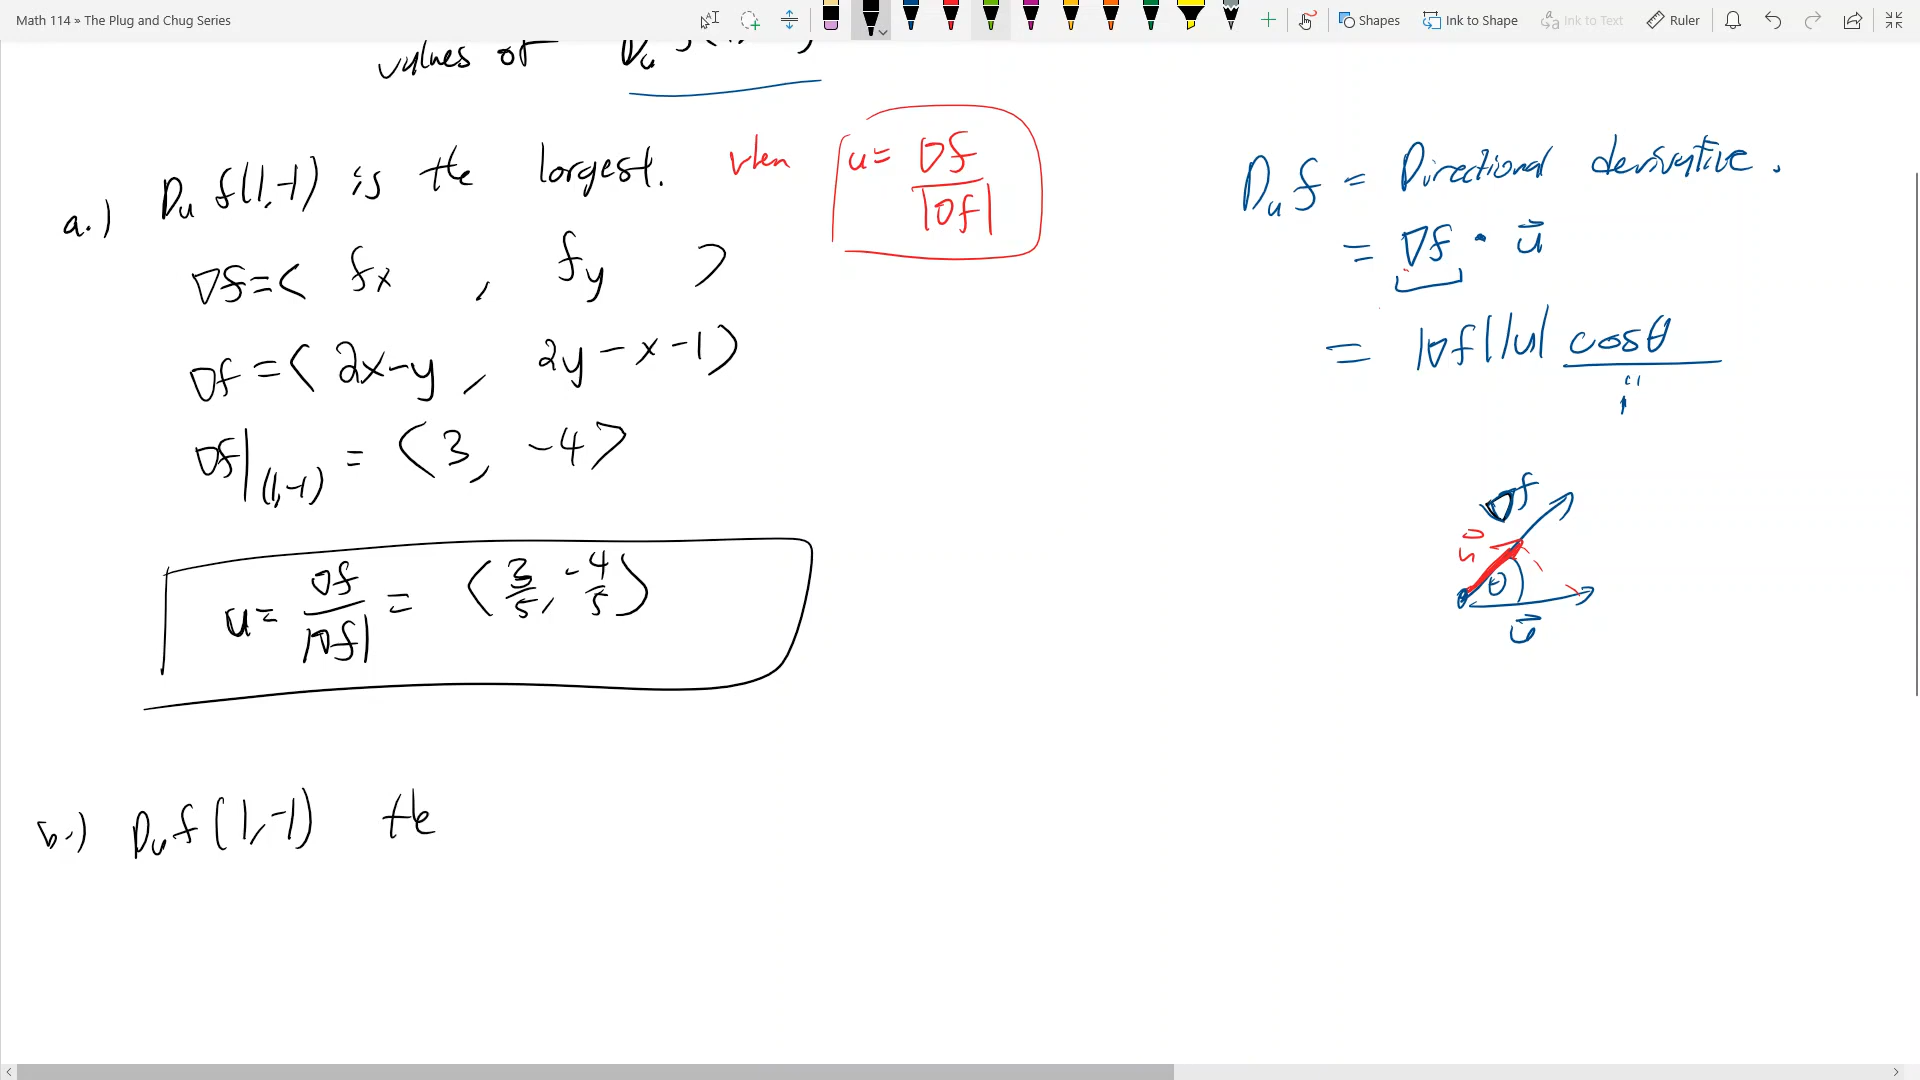 Math 114 » The Plug and Chug Series
Shapes
Ink to Shape
Ink to Text
Ruler
values of
a.) Du f(1,-1) is the largest. when u = ∇f / |∇f|
∇f = < fx , fy >
∇f = < 2x-y , 2y-x-1 >
∇f|(1,-1) = < 3, -4 >
u = ∇f / |∇f| = < 3/5, -4/5 >
b.) Du f(1,-1) the
Du f = Directional derivative.
= ∇f · u⃗
= |∇f||u| cosθ
"
1
∇f
u⃗
θ
u⃗